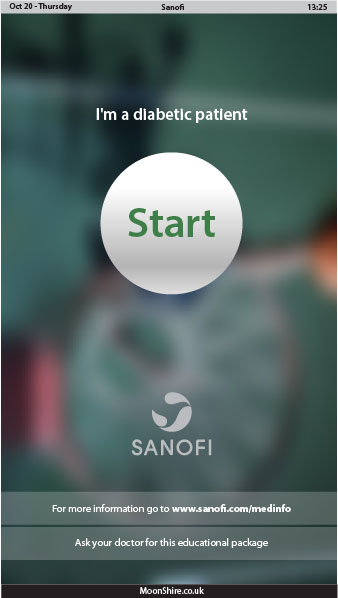 Oct 20 - Thursday Sanofi 13:25
I'm a diabetic patient
Start
SANOFI
For more information go to www.sanofi.com/medinfo
Ask your doctor for this educational package
MoonShire.co.uk